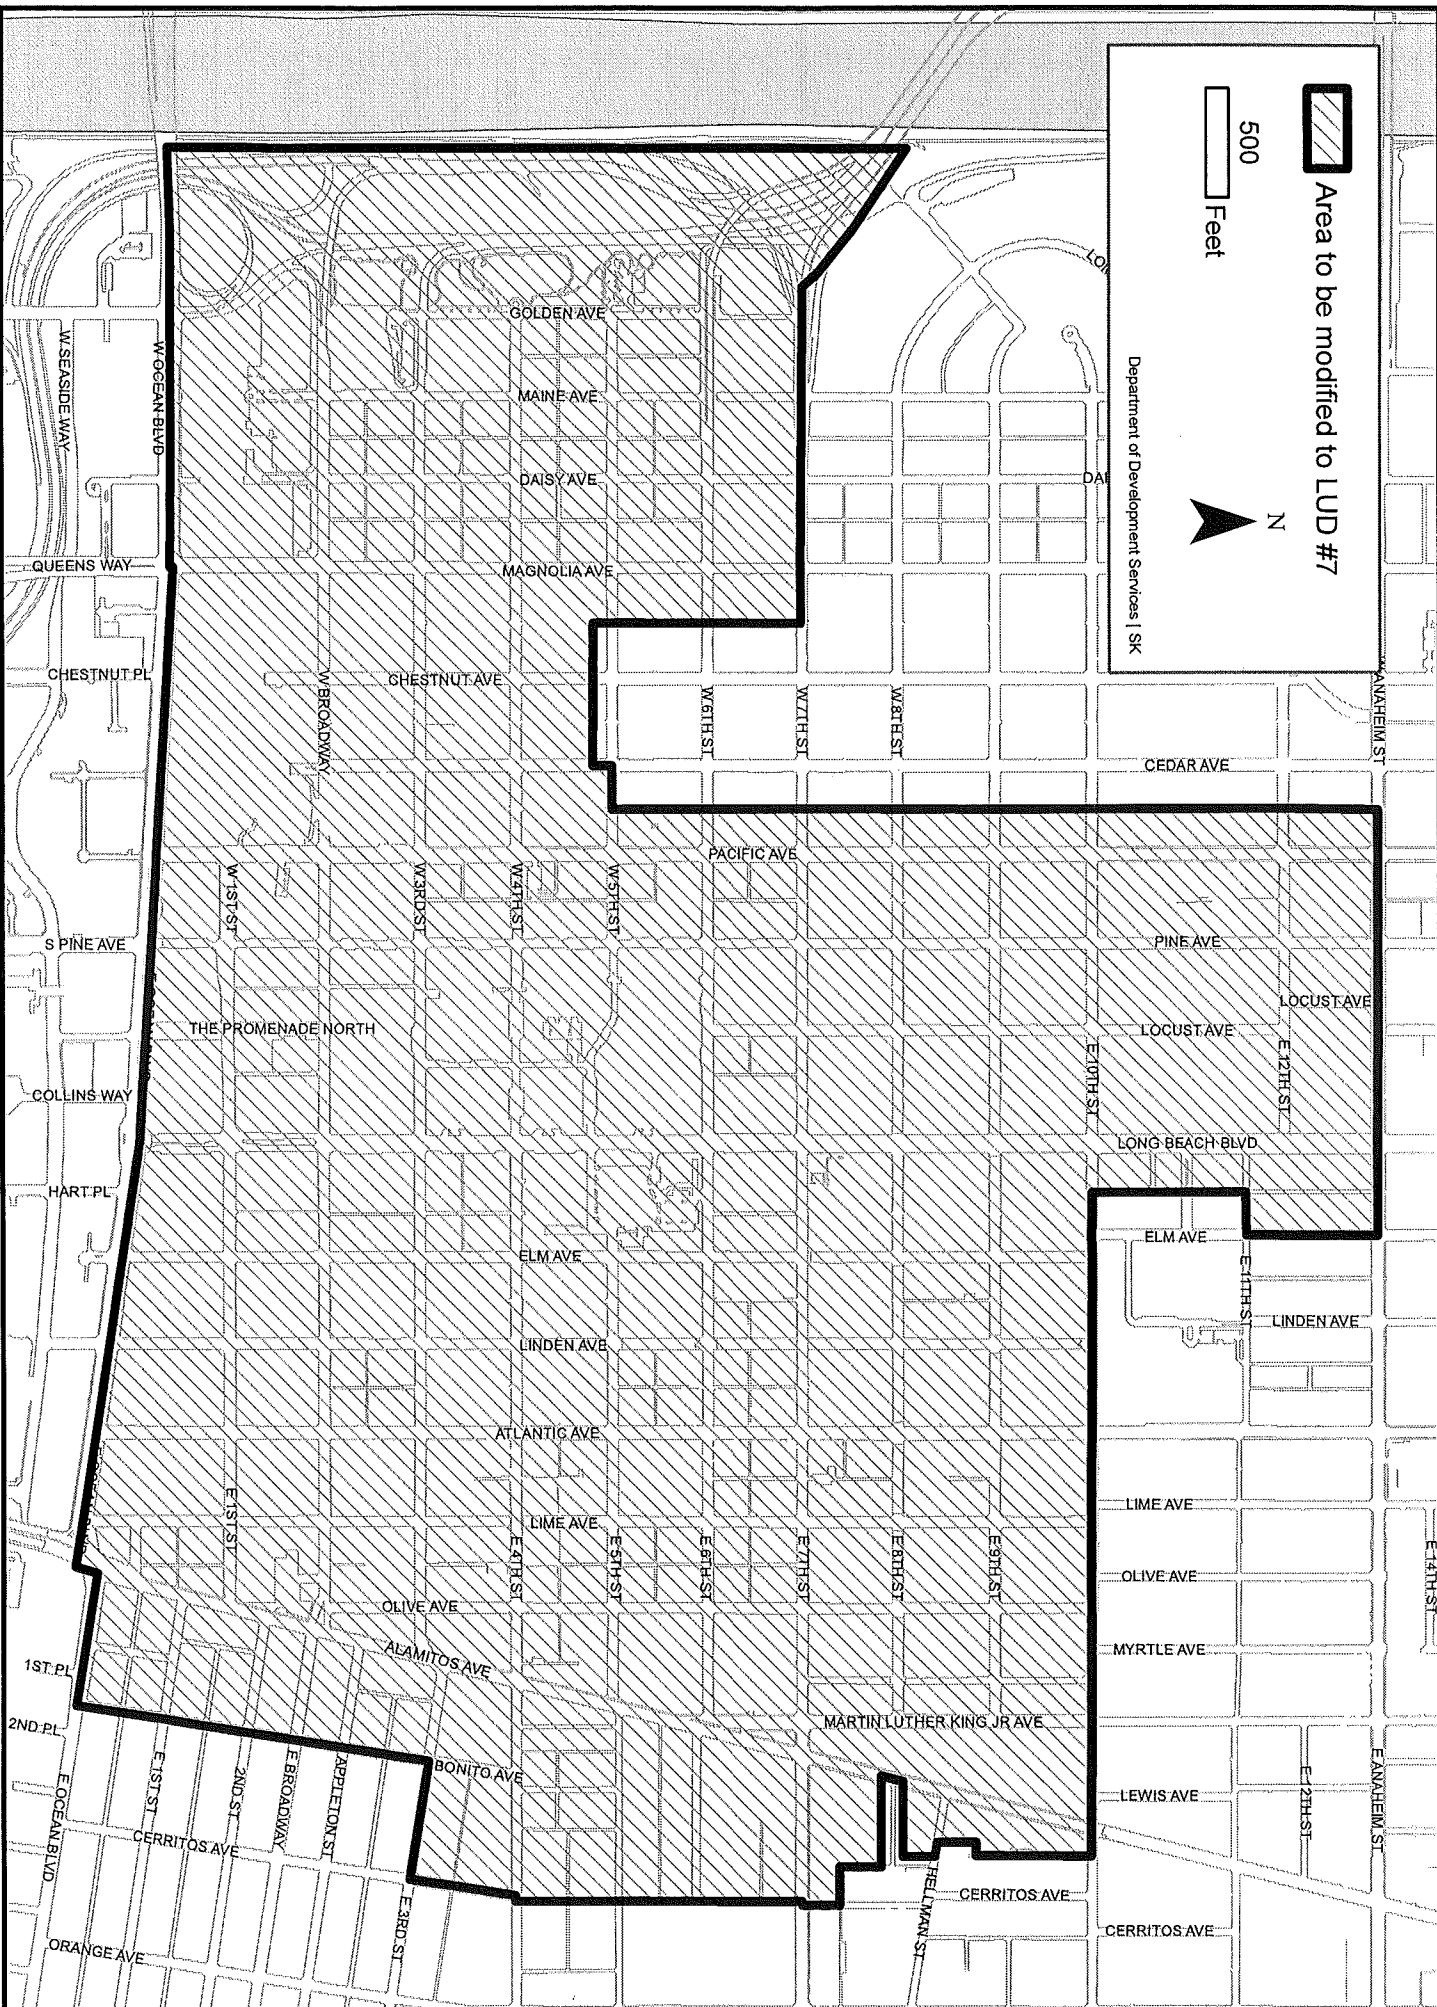 Area to be modified to LUD #7
500
Feet
N
Department of Development Services | SK
GOLDEN AVE
MAINE AVE
DAISY AVE
MAGNOLIA AVE
W SEASIDE WAY
W OCEAN BLVD
QUEENS WAY
CHESTNUT PL
CHESTNUT AVE
W BROADWAY
W 6TH ST
W 7TH ST
W 8TH ST
W ANAHEIM ST
CEDAR AVE
PACIFIC AVE
W 1ST ST
W 3RD ST
W 4TH ST
W 5TH ST
S PINE AVE
PINE AVE
LOCUST AVE
LOCUST AVE
THE PROMENADE NORTH
E 10TH ST
E 12TH ST
COLLINS WAY
LONG BEACH BLVD
HART PL
ELM AVE
ELM AVE
E 11TH ST
LINDEN AVE
LINDEN AVE
ATLANTIC AVE
LIME AVE
LIME AVE
E 1ST ST
E 4TH ST
E 5TH ST
E 6TH ST
E 7TH ST
E 8TH ST
E 9TH ST
E 14TH ST
OLIVE AVE
OLIVE AVE
ALAMITOS AVE
MYRTLE AVE
1ST PL
2ND PL
MARTIN LUTHER KING JR AVE
BONITO AVE
LEWIS AVE
E 12TH ST
E ANAHEIM ST
E OCEAN BLVD
E 1ST ST
2ND ST
E BROADWAY
APPLETON ST
CERRITOS AVE
E 3RD ST
HELLMAN ST
CERRITOS AVE
CERRITOS AVE
ORANGE AVE